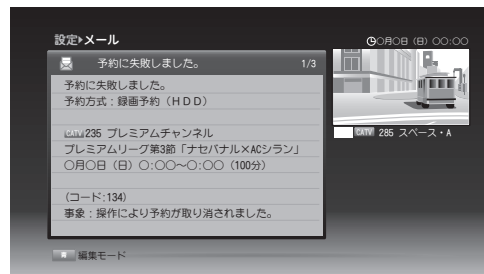 設定▶メール
○月○日 (日) ○○:○○
予約に失敗しました。 1/3
予約に失敗しました。
予約方式：録画予約（ＨＤＤ）
CATV 235 プレミアムチャンネル
プレミアムリーグ第3節「ナセバナル×ACシラン」
○月○日（日）○:○○～○:○○（100分）
(コード:134)
事象：操作により予約が取り消されました。
CATV 285 スペース・A
編集モード